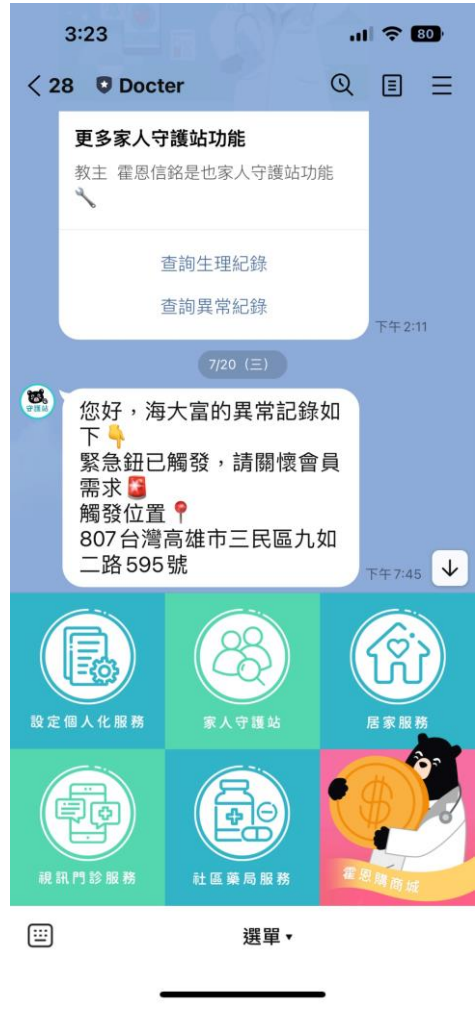 3:23
80
28
Docter
更多家人守護站功能
教主 霍恩信銘是也家人守護站功能
🔧
查詢生理紀錄
查詢異常紀錄
下午 2:11
7/20（三）
守護站
您好，海大富的異常記錄如
下👇
緊急鈕已觸發，請關懷會員
需求🚨
觸發位置📍
807台灣高雄市三民區九如
二路595號
下午 7:45
設定個人化服務
家人守護站
居家服務
視訊門診服務
社區藥局服務
霍恩購商城
選單▾